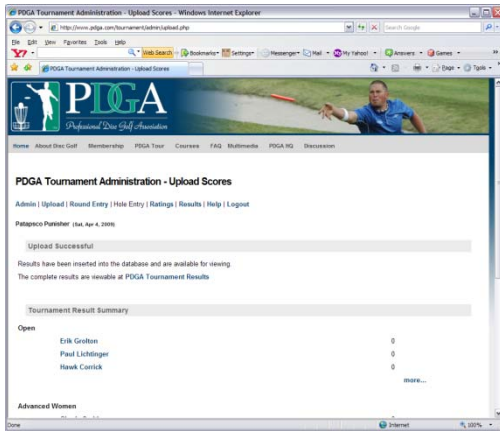 PDGA Tournament Administration - Upload Scores - Windows Internet Explorer
http://www.pdga.com/tournament/admin/upload.php
Search Google
File Edit View Favorites Tools Help
Web Search Bookmarks Settings Messenger Mail My Yahoo! Answers Games
PDGA Tournament Administration - Upload Scores
Page Tools
PDGA
Professional Disc Golf Association
Home About Disc Golf Membership PDGA Tour Courses FAQ Multimedia PDGA HQ Discussion
PDGA Tournament Administration - Upload Scores
Admin | Upload | Round Entry | Hole Entry | Ratings | Results | Help | Logout
Patapsco Punisher (Sat, Apr 4, 2009)
Upload Successful
Results have been inserted into the database and are available for viewing.
The complete results are viewable at PDGA Tournament Results
Tournament Result Summary
Open
Erik Grolton 0
Paul Lichtinger 0
Hawk Corrick 0
more...
Advanced Women
Done Internet 100%